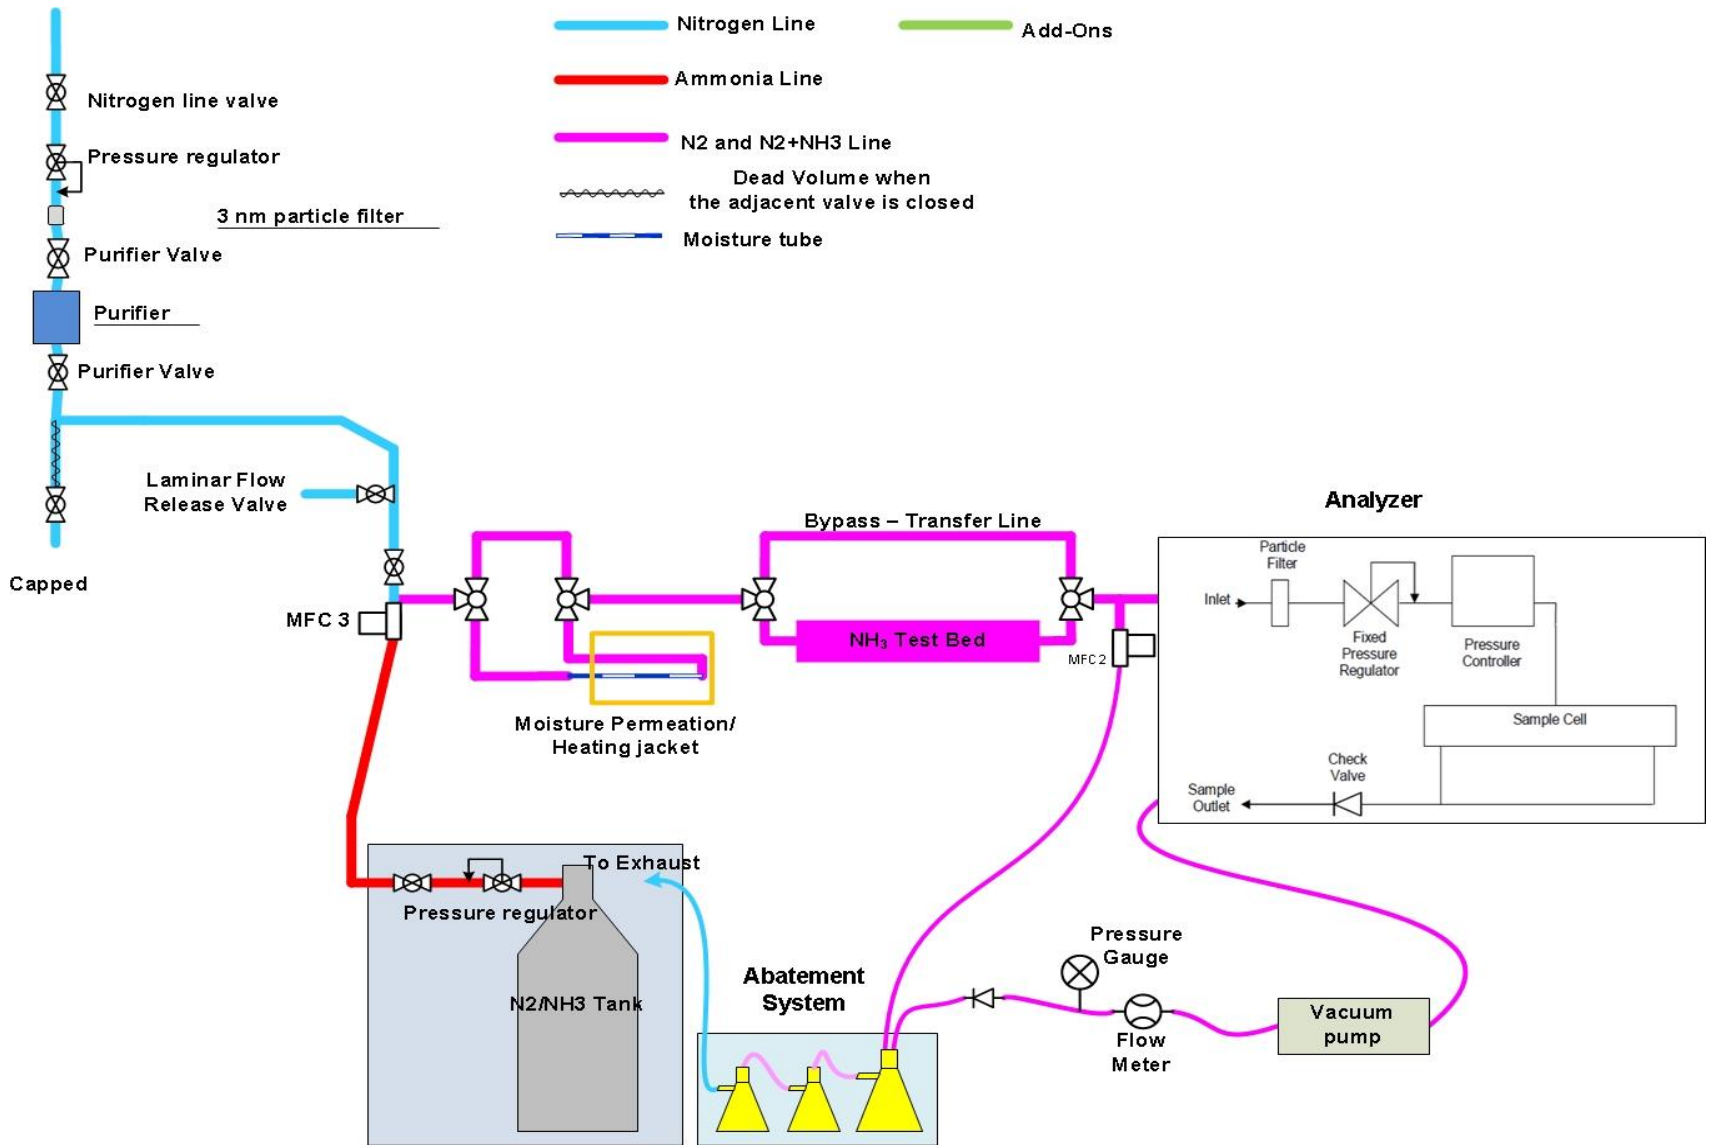 Nitrogen Line
Add-Ons
Ammonia Line
N2 and N2+NH3 Line
Dead Volume when
the adjacent valve is closed
Moisture tube
Nitrogen line valve
Pressure regulator
3 nm particle filter
Purifier Valve
Purifier
Purifier Valve
Laminar Flow
Release Valve
Capped
MFC 3
Bypass – Transfer Line
NH₃ Test Bed
MFC 2
Moisture Permeation/
Heating jacket
Analyzer
Particle
Filter
Inlet
Fixed
Pressure
Regulator
Pressure
Controller
Sample Cell
Check
Valve
Sample
Outlet
To Exhaust
Pressure regulator
N2/NH3 Tank
Abatement
System
Pressure
Gauge
Flow
Meter
Vacuum
pump